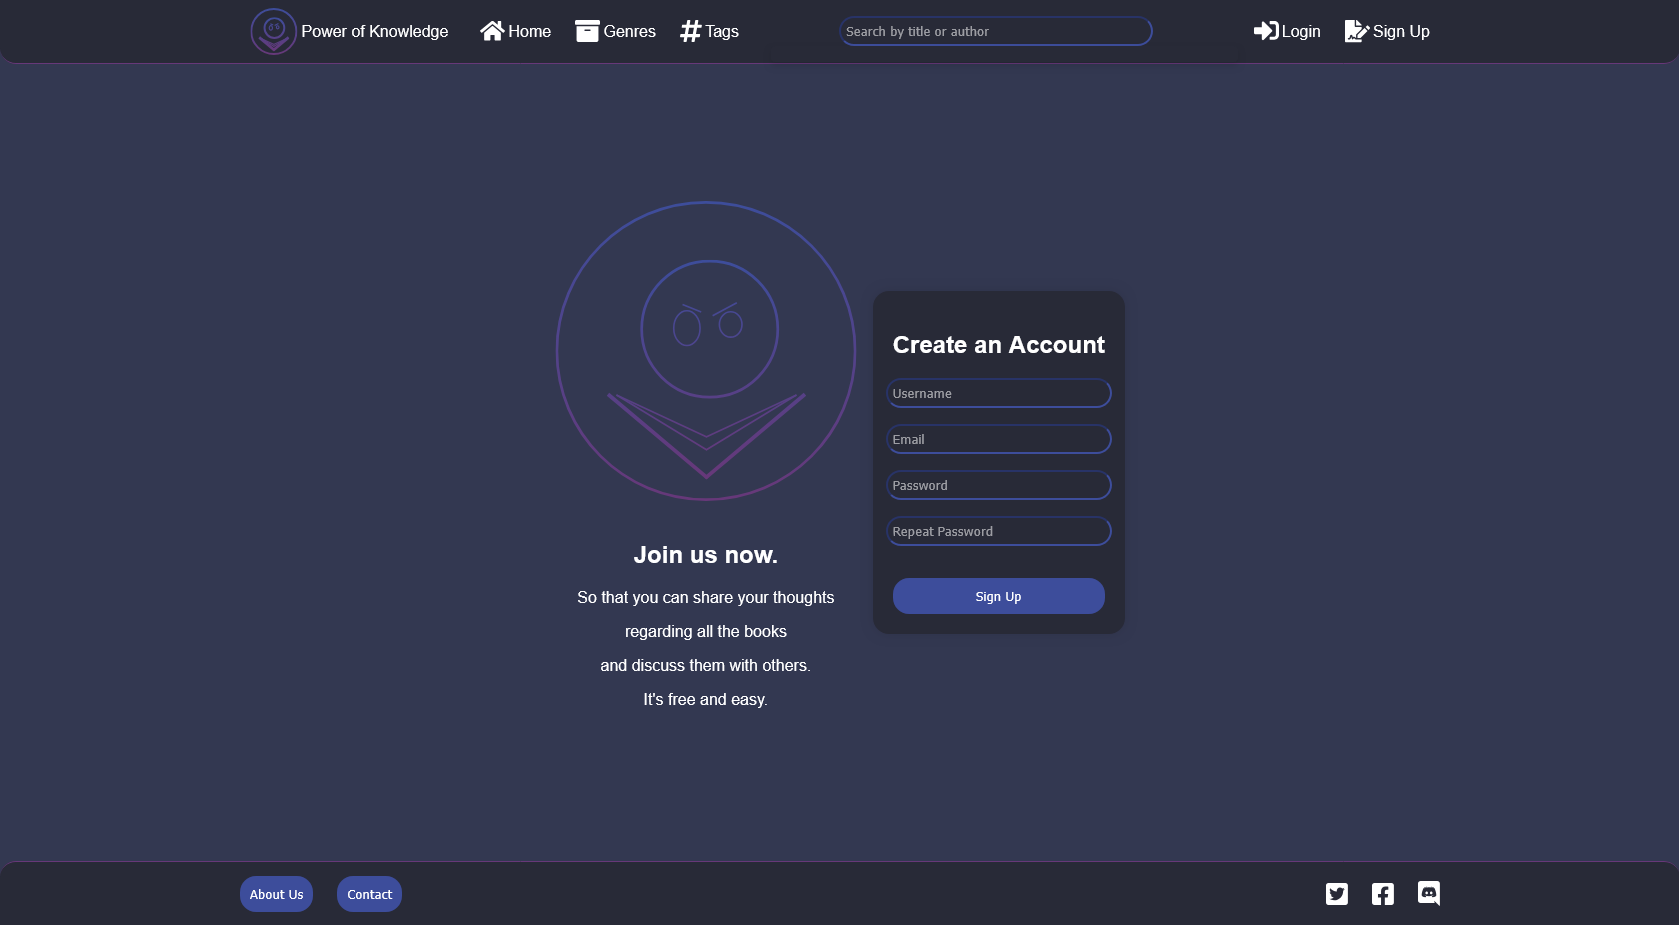 Power of Knowledge
Home
Genres
Tags
Search by title or author
Login
Sign Up
Join us now.
So that you can share your thoughts
regarding all the books
and discuss them with others.
It's free and easy.
Create an Account
Username
Email
Password
Repeat Password
Sign Up
About Us
Contact